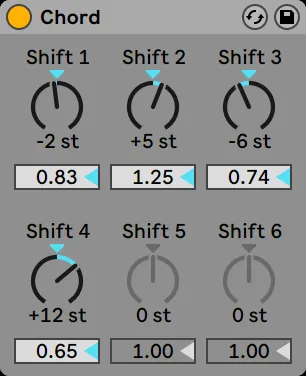 Chord
Shift 1 Shift 2 Shift 3
-2 st +5 st -6 st
0.83 1.25 0.74
Shift 4 Shift 5 Shift 6
+12 st 0 st 0 st
0.65 1.00 1.00